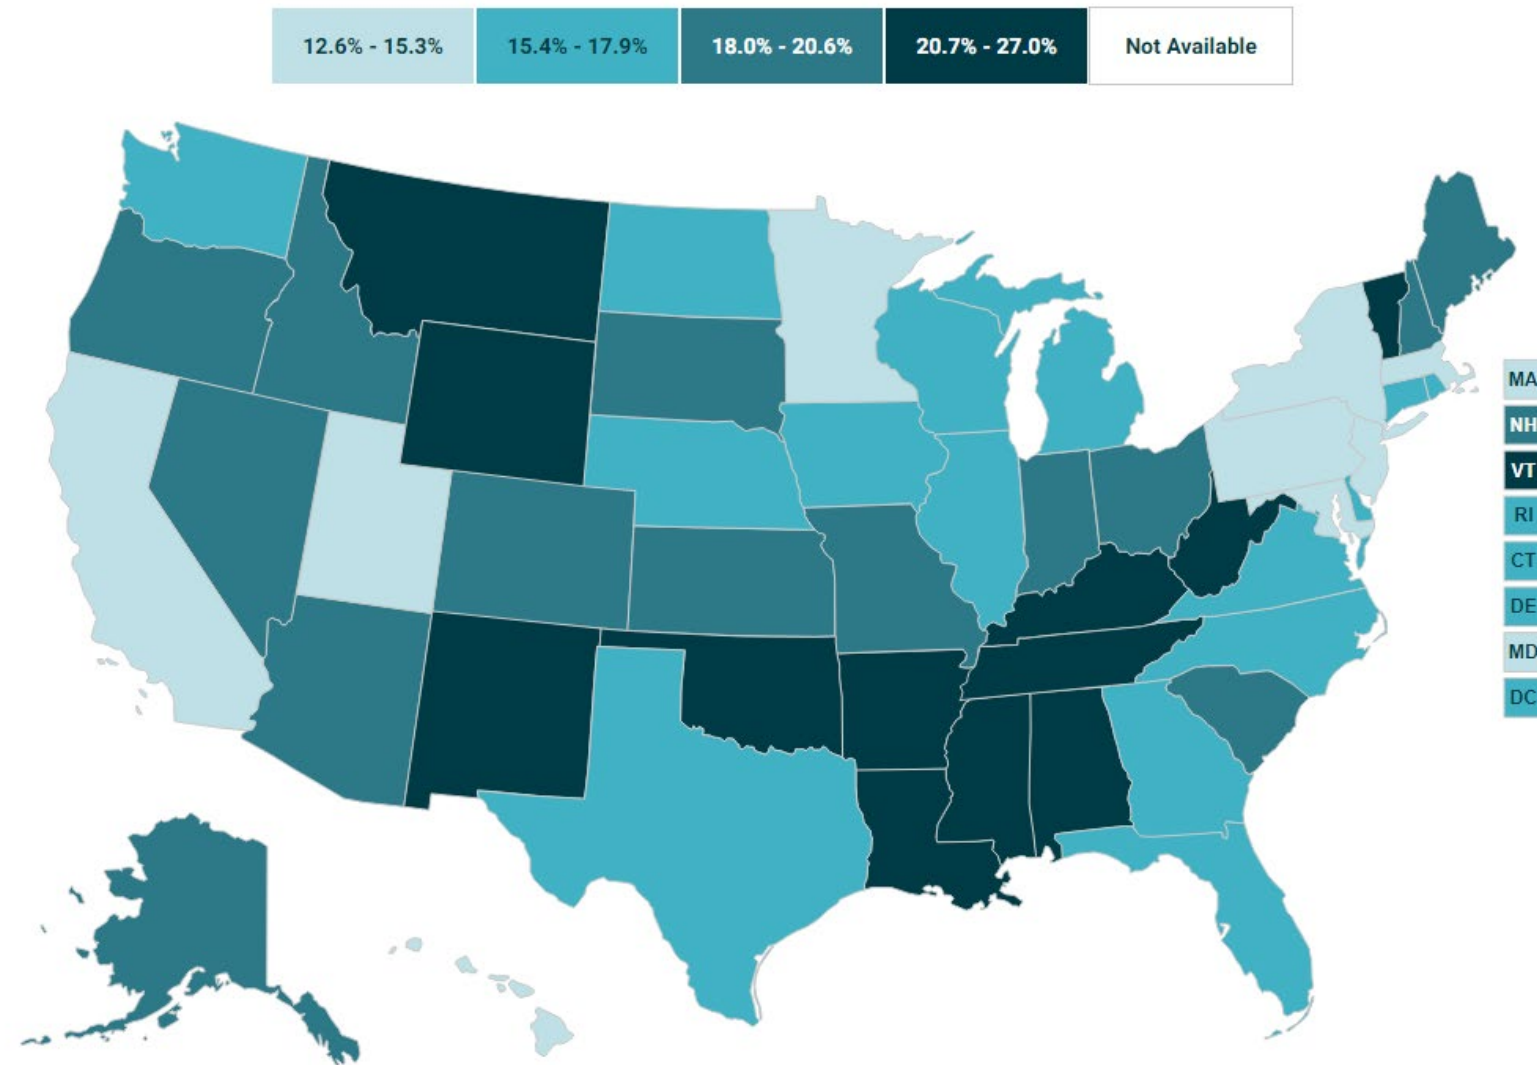 12.6% - 15.3%
15.4% - 17.9%
18.0% - 20.6%
20.7% - 27.0%
Not Available
MA
NH
VT
RI
CT
DE
MD
DC